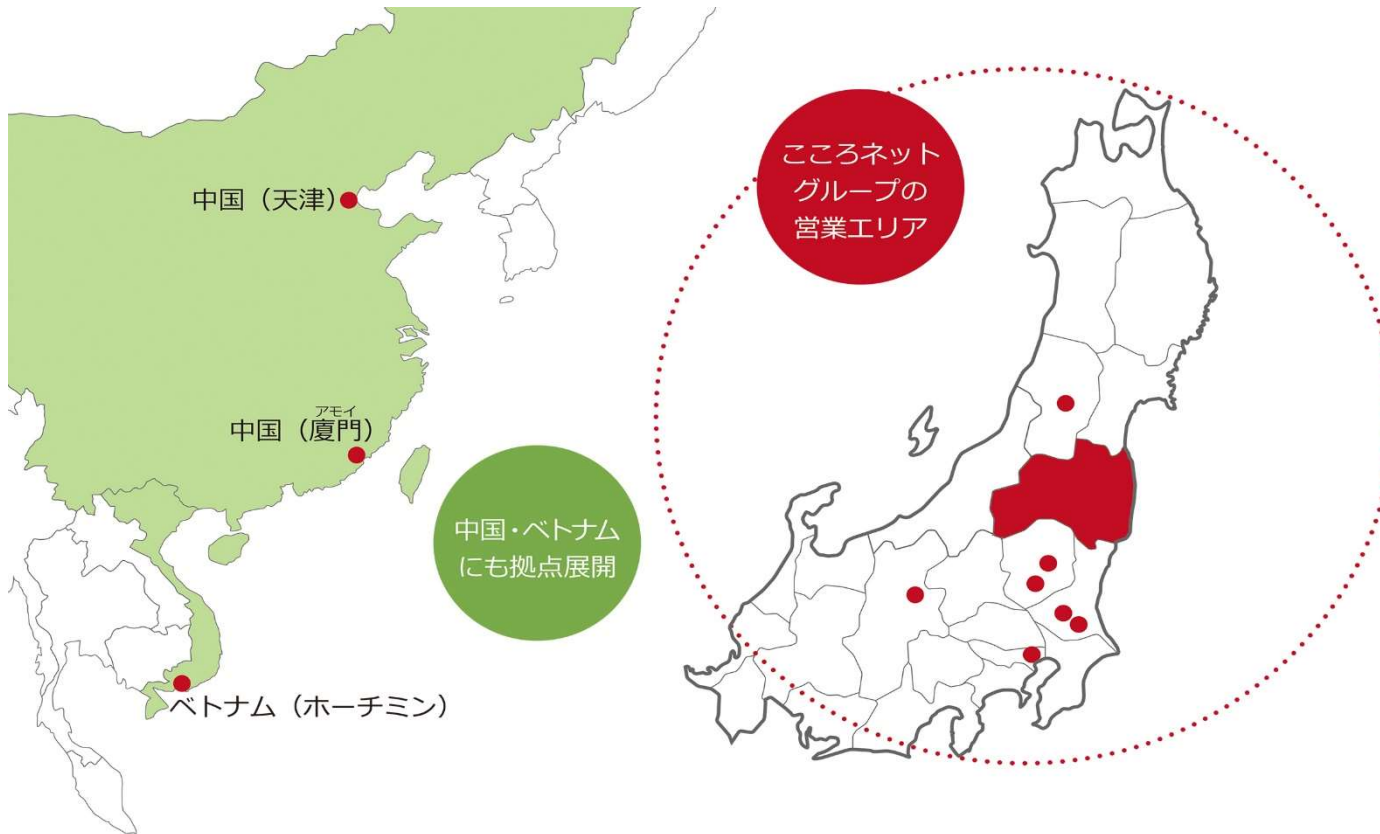 中国（天津）
アモイ
中国（廈門）
ベトナム（ホーチミン）
中国・ベトナム
にも拠点展開
こころネット
グループの
営業エリア